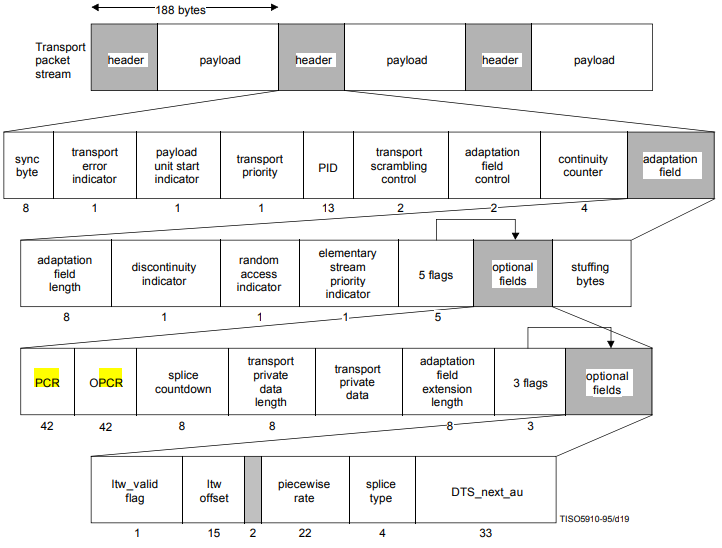 188 bytes
Transport
packet
stream
header
payload
header
payload
header
payload
sync
byte
transport
error
indicator
payload
unit start
indicator
transport
priority
PID
transport
scrambling
control
adaptation
field
control
continuity
counter
adaptation
field
8
1
1
1
13
2
2
4
adaptation
field
length
discontinuity
indicator
random
access
indicator
elementary
stream
priority
indicator
5 flags
optional
fields
stuffing
bytes
8
1
1
1
5
PCR
OPCR
splice
countdown
transport
private
data
length
transport
private
data
adaptation
field
extension
length
3 flags
optional
fields
42
42
8
8
8
3
ltw_valid
flag
ltw
offset
piecewise
rate
splice
type
DTS_next_au
TISO5910-95/d19
1
15
2
22
4
33